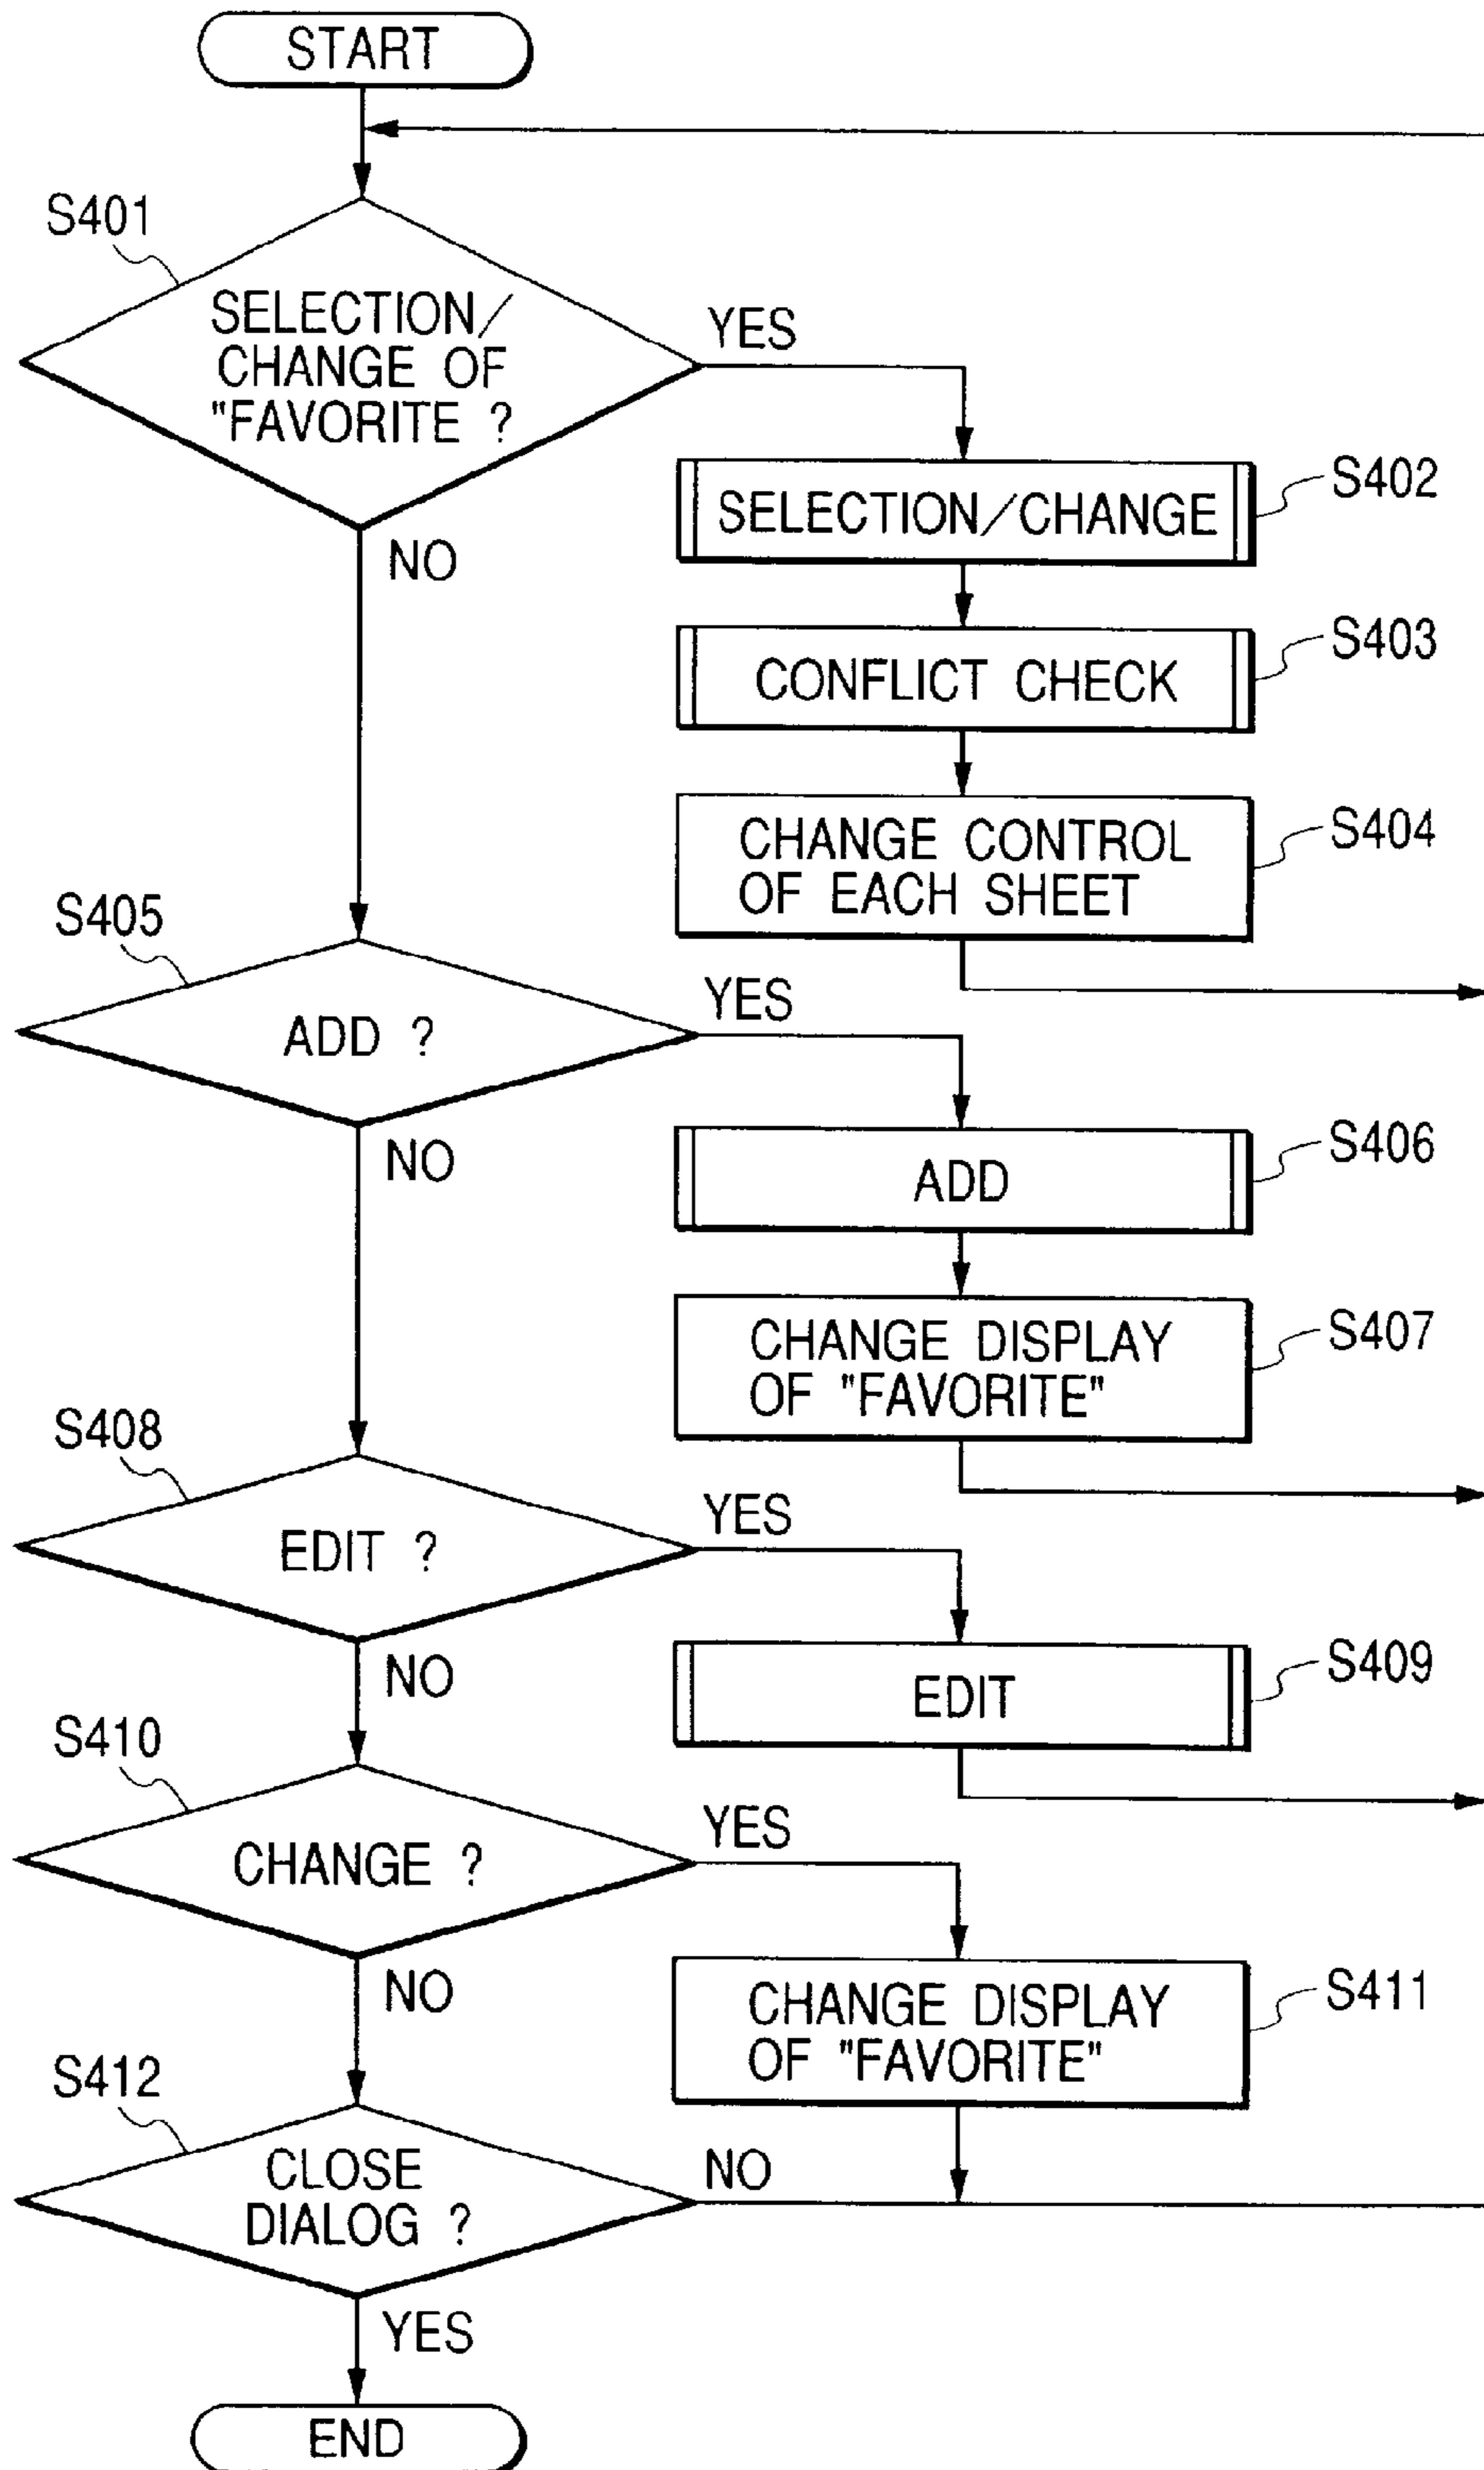 START
S401
SELECTION/
CHANGE OF
"FAVORITE ?
YES
NO
SELECTION/CHANGE
S402
CONFLICT CHECK
S403
CHANGE CONTROL
OF EACH SHEET
S404
S405
ADD ?
YES
NO
ADD
S406
CHANGE DISPLAY
OF "FAVORITE"
S407
S408
EDIT ?
YES
NO
EDIT
S409
S410
CHANGE ?
YES
NO
CHANGE DISPLAY
OF "FAVORITE"
S411
S412
CLOSE
DIALOG ?
NO
YES
END